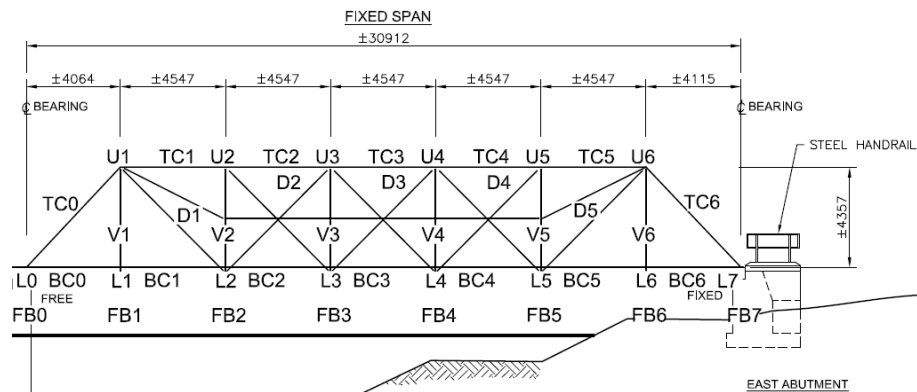 FIXED SPAN
±30912
±4064 ±4547 ±4547 ±4547 ±4547 ±4547 ±4115
℄ BEARING ℄ BEARING
STEEL HANDRAIL
U1 TC1 U2 TC2 U3 TC3 U4 TC4 U5 TC5 U6
D2 D3 D4
TC0 D1 D5 TC6 ±4357
V1 V2 V3 V4 V5 V6
L0 BC0 L1 BC1 L2 BC2 L3 BC3 L4 BC4 L5 BC5 L6 BC6 L7
FREE FIXED
FB0 FB1 FB2 FB3 FB4 FB5 FB6 FB7
EAST ABUTMENT